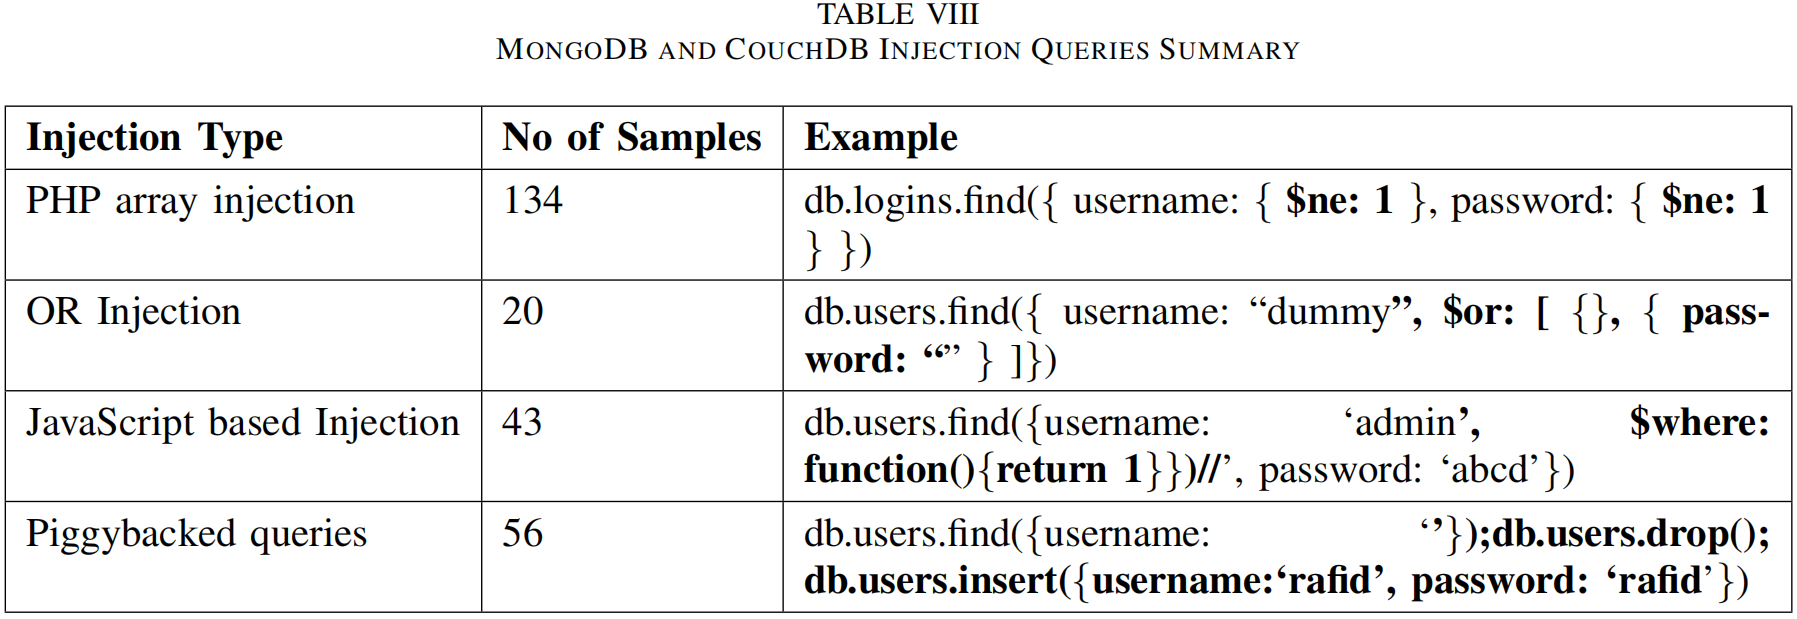 TABLE VIII
MONGODB AND COUCHDB INJECTION QUERIES SUMMARY
Injection Type No of Samples Example
PHP array injection 134 db.logins.find({ username: { $ne: 1 }, password: { $ne: 1
} })
OR Injection 20 db.users.find({ username: “dummy”, $or: [ {}, { pass-
word: “” } ]})
JavaScript based Injection 43 db.users.find({username: ‘admin’, $where:
function(){return 1}})//’, password: ‘abcd’})
Piggybacked queries 56 db.users.find({username: ‘’});db.users.drop();
db.users.insert({username:‘rafid’, password: ‘rafid’})